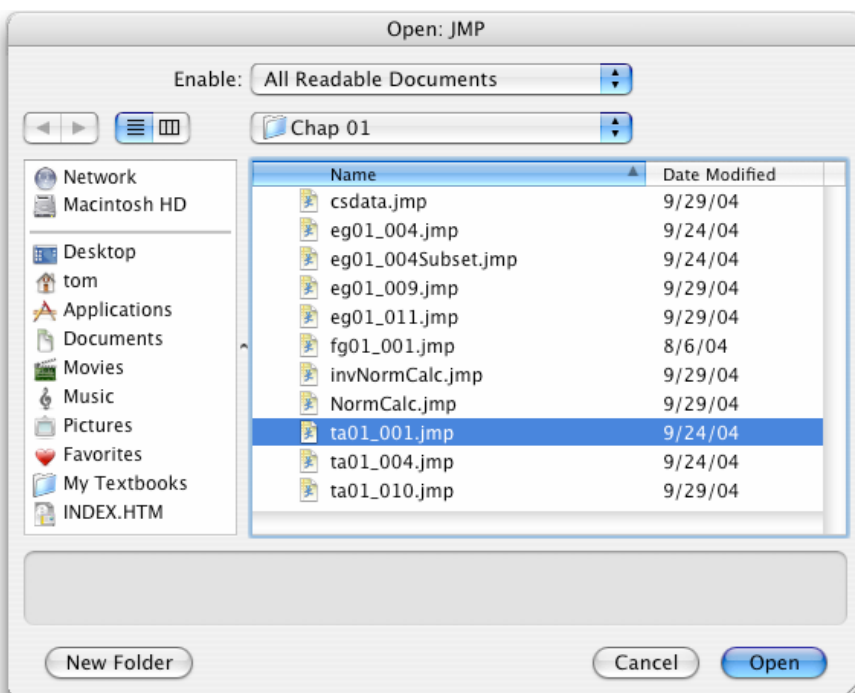 Open: JMP
Enable: All Readable Documents
Chap 01
Network
Macintosh HD
Desktop
tom
Applications
Documents
Movies
Music
Pictures
Favorites
My Textbooks
INDEX.HTM
Name Date Modified
csdata.jmp 9/29/04
eg01_004.jmp 9/24/04
eg01_004Subset.jmp 9/24/04
eg01_009.jmp 9/29/04
eg01_011.jmp 9/29/04
fg01_001.jmp 8/6/04
invNormCalc.jmp 9/29/04
NormCalc.jmp 9/29/04
ta01_001.jmp 9/24/04
ta01_004.jmp 9/24/04
ta01_010.jmp 9/29/04
New Folder Cancel Open